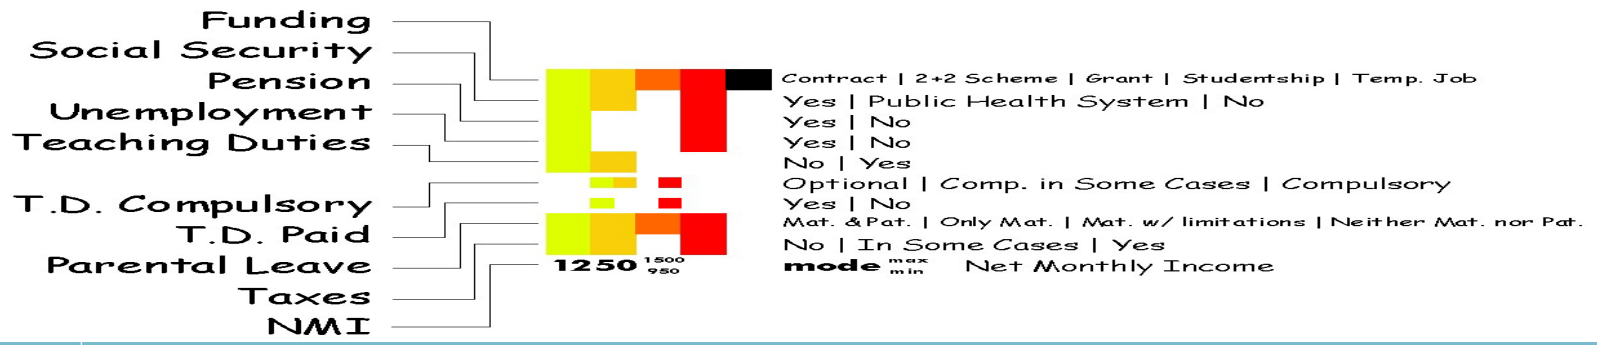 Funding
Social Security
Pension
Unemployment
Teaching Duties
T.D. Compulsory
T.D. Paid
Parental Leave
Taxes
NMI
Contract | 2+2 Scheme | Grant | Studentship | Temp. Job
Yes | Public Health System | No
Yes | No
Yes | No
No | Yes
Optional | Comp. in Some Cases | Compulsory
Yes | No
Mat. &Pat. | Only Mat. | Mat. w/ limitations | Neither Mat. nor Pat.
No | In Some Cases | Yes
1250 1500 950
mode max min Net Monthly Income